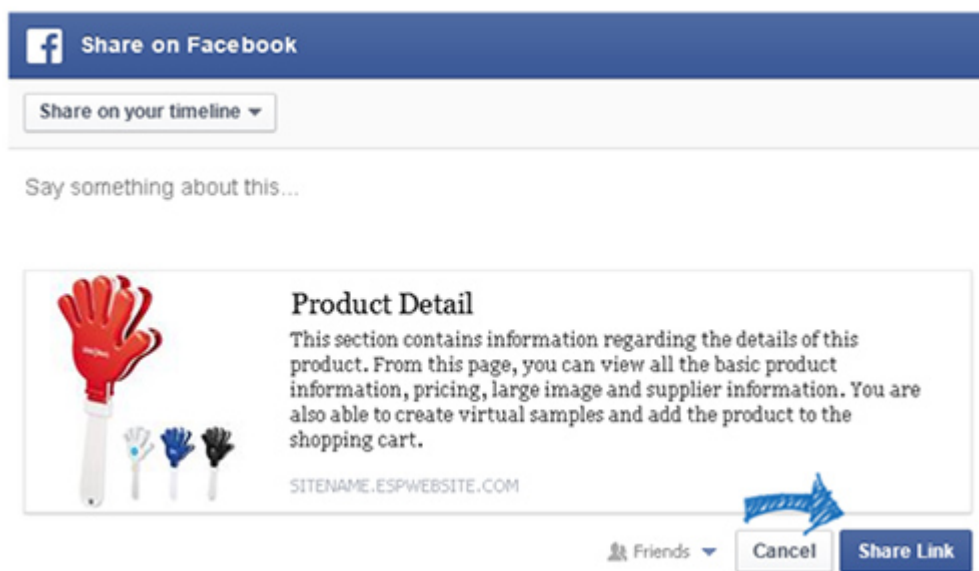 Share on Facebook
Share on your timeline
Say something about this...
Product Detail
This section contains information regarding the details of this
product. From this page, you can view all the basic product
information, pricing, large image and supplier information. You are
also able to create virtual samples and add the product to the
shopping cart.
SITENAME.ESPWEBSITE.COM
Friends Cancel Share Link